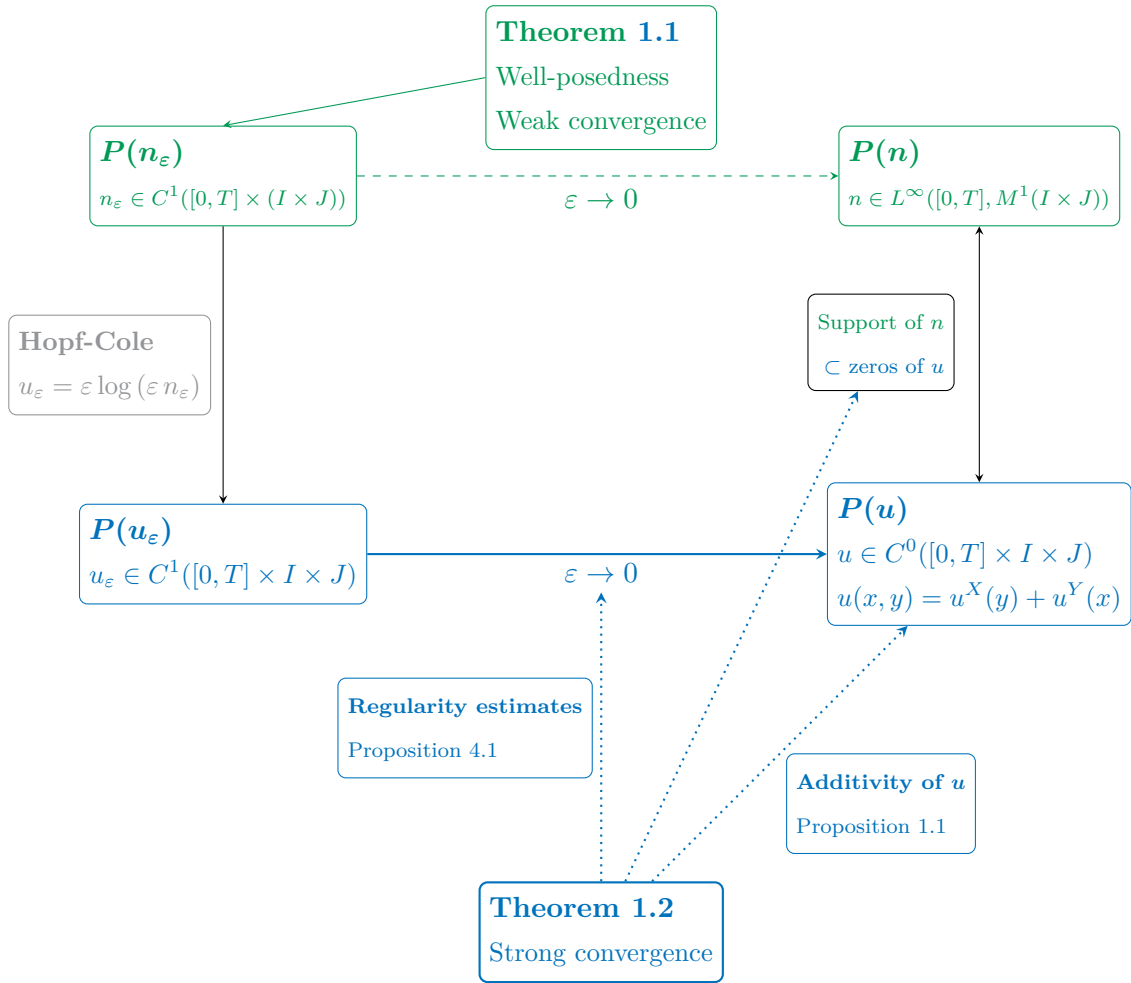 Theorem 1.1
Well-posedness
Weak convergence
P(n_ε)
n_ε ∈ C^1([0, T] × (I × J))
ε → 0
P(n)
n ∈ L^∞([0, T], M^1(I × J))
Hopf-Cole
u_ε = ε log (ε n_ε)
Support of n
⊂ zeros of u
P(u_ε)
u_ε ∈ C^1([0, T] × I × J)
ε → 0
P(u)
u ∈ C^0([0, T] × I × J)
u(x, y) = u^X(y) + u^Y(x)
Regularity estimates
Proposition 4.1
Additivity of u
Proposition 1.1
Theorem 1.2
Strong convergence